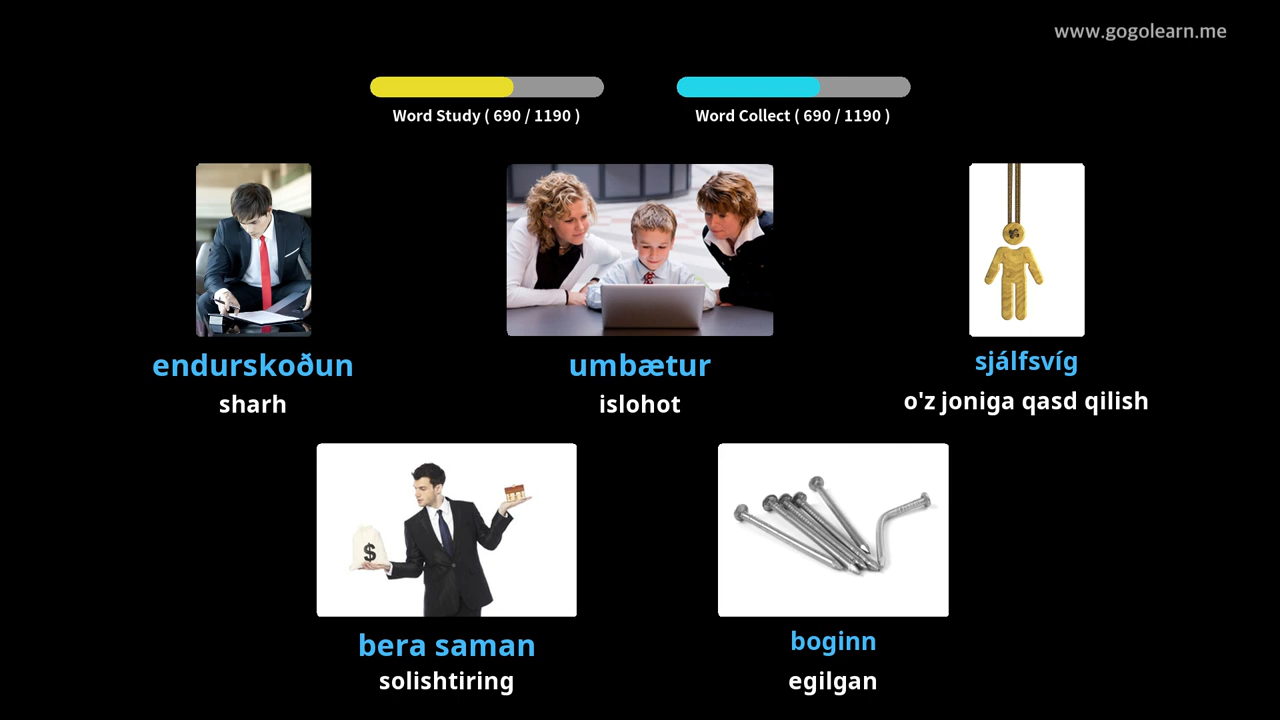 www.gogolearn.me
Word Study ( 690 / 1190 )
Word Collect ( 690 / 1190 )
endurskoðun
sharh
umbætur
islohot
sjálfsvíg
o'z joniga qasd qilish
$
bera saman
solishtiring
boginn
egilgan